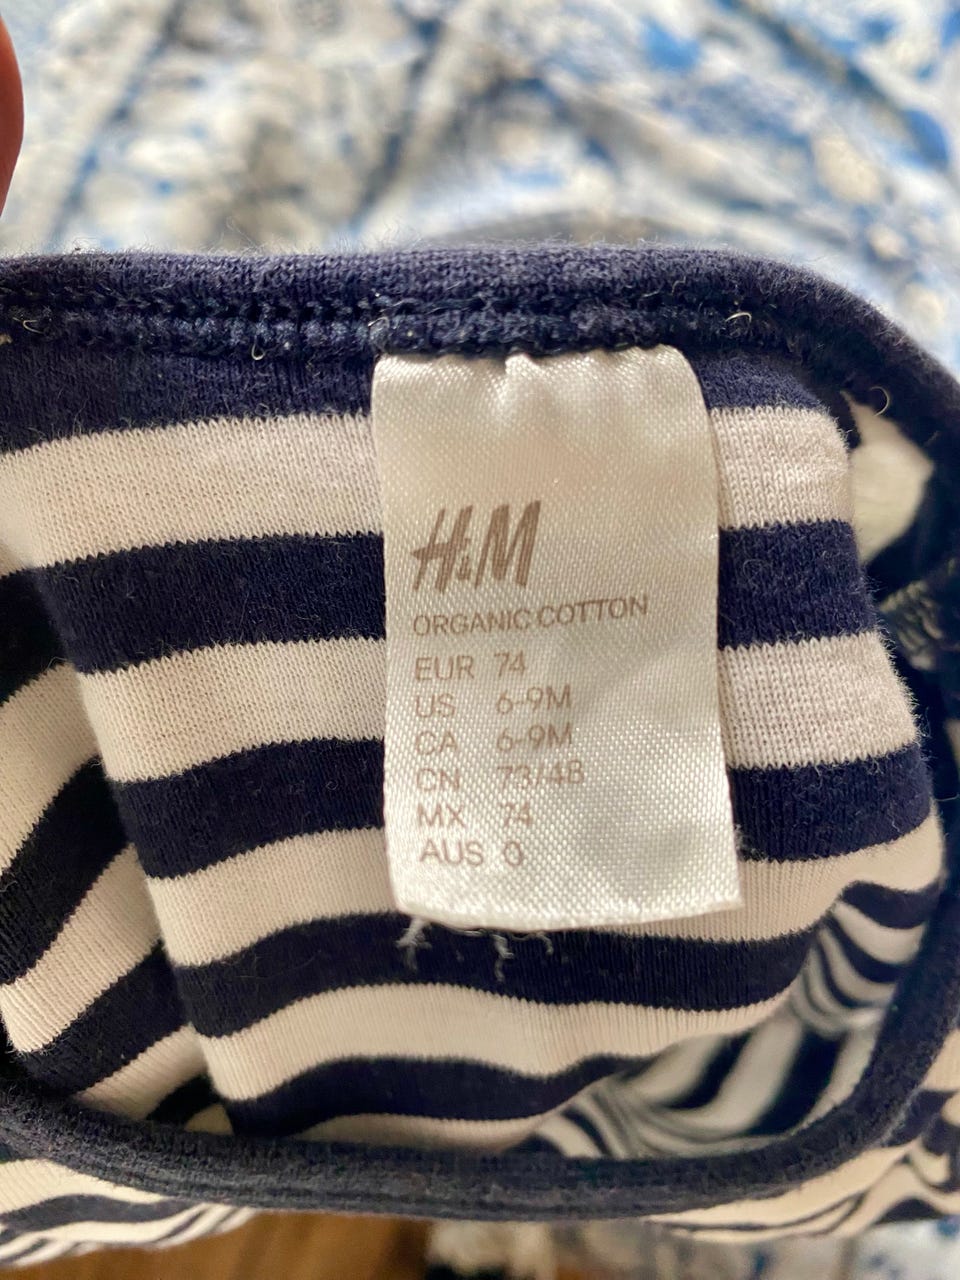 H&M
ORGANIC COTTON
EUR 74
US 6-9M
CA 6-9M
CN 73/48
MX 74
AUS 0